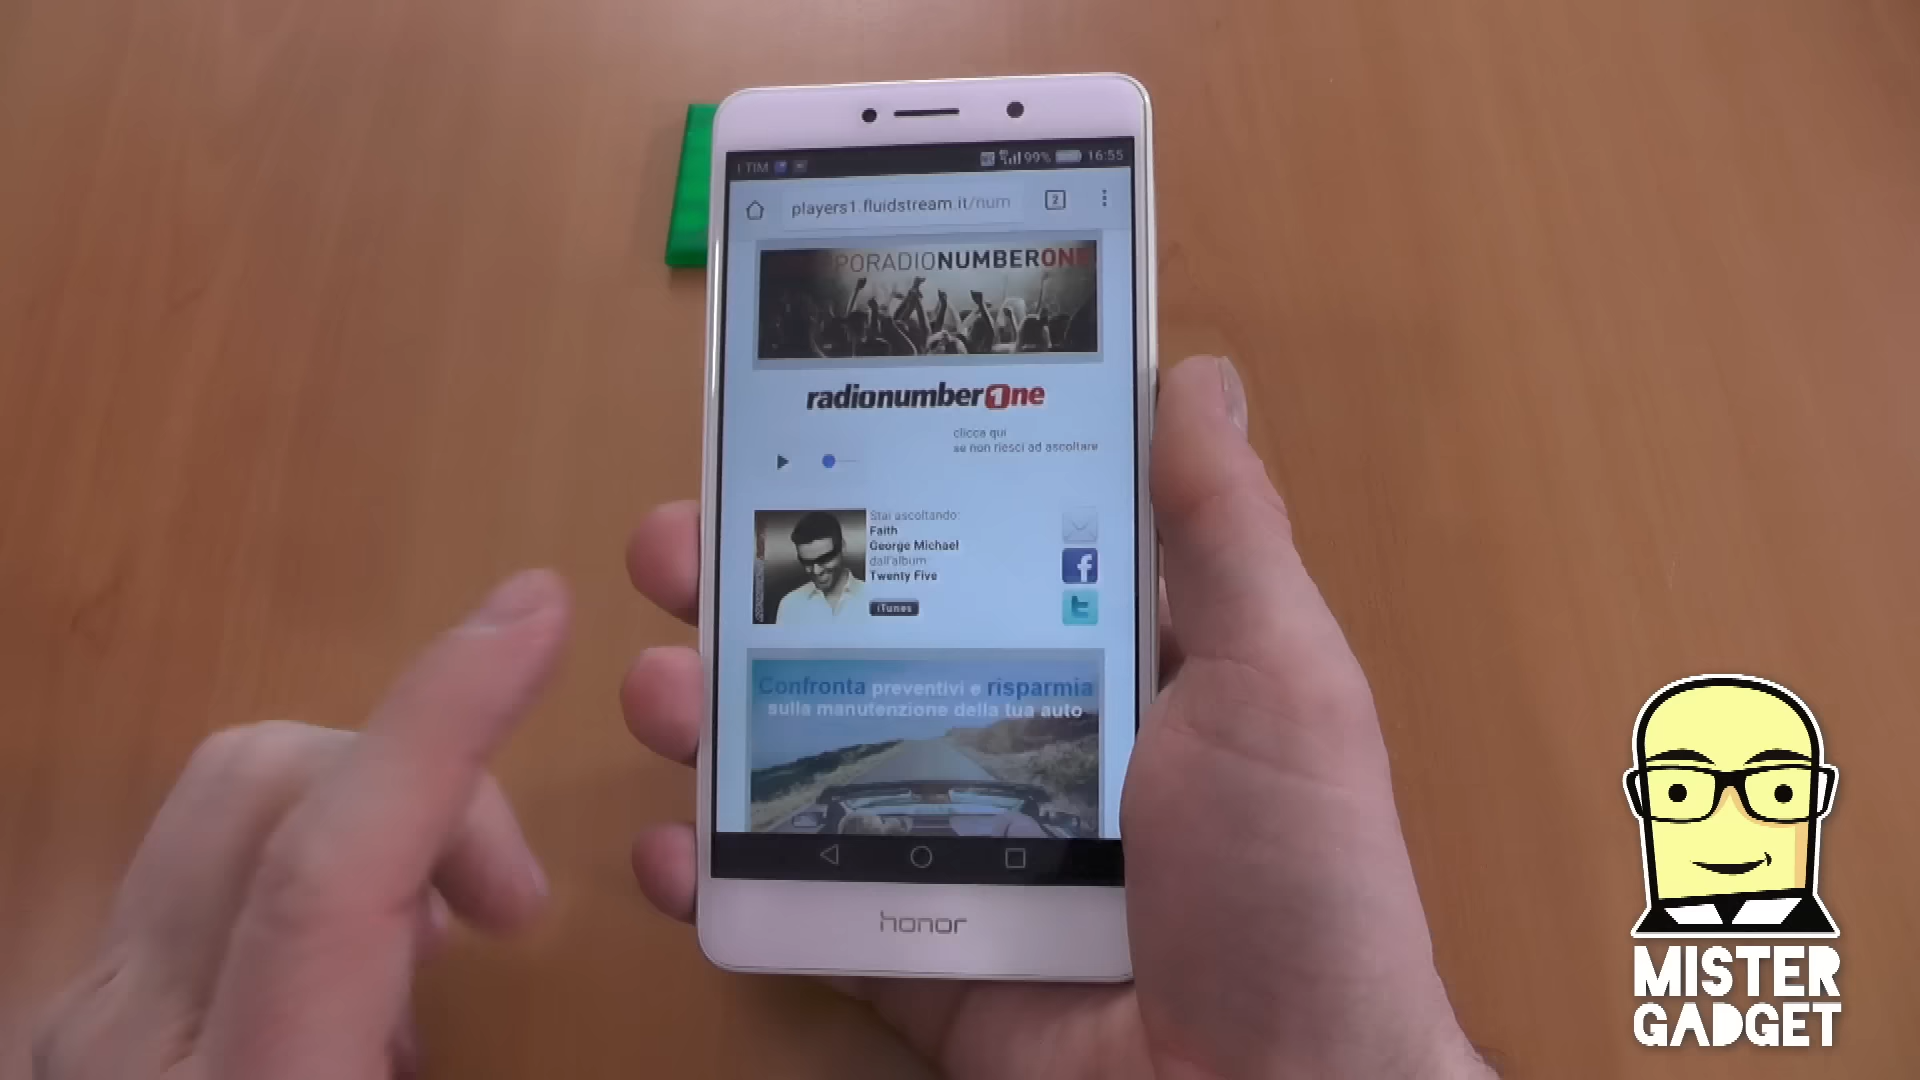 I TIM
99%
16:55
players1.fluidstream.it/num
2
PORADIONUMBERONE
radionumber1ne
clicca qui
se non riesci ad ascoltare
Stai ascoltando:
Faith
George Michael
dall'album
Twenty Five
iTunes
Confronta preventivi e risparmia
sulla manutenzione della tua auto
honor
MISTER
GADGET